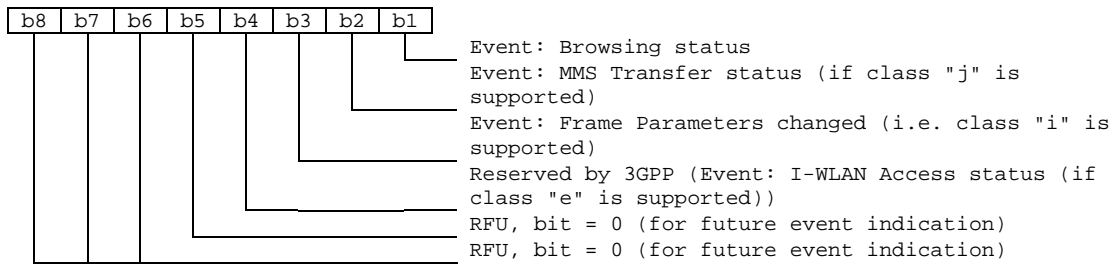 b8 b7 b6 b5 b4 b3 b2 b1
Event: Browsing status
Event: MMS Transfer status (if class "j" is
supported)
Event: Frame Parameters changed (i.e. class "i" is
supported)
Reserved by 3GPP (Event: I-WLAN Access status (if
class "e" is supported))
RFU, bit = 0 (for future event indication)
RFU, bit = 0 (for future event indication)